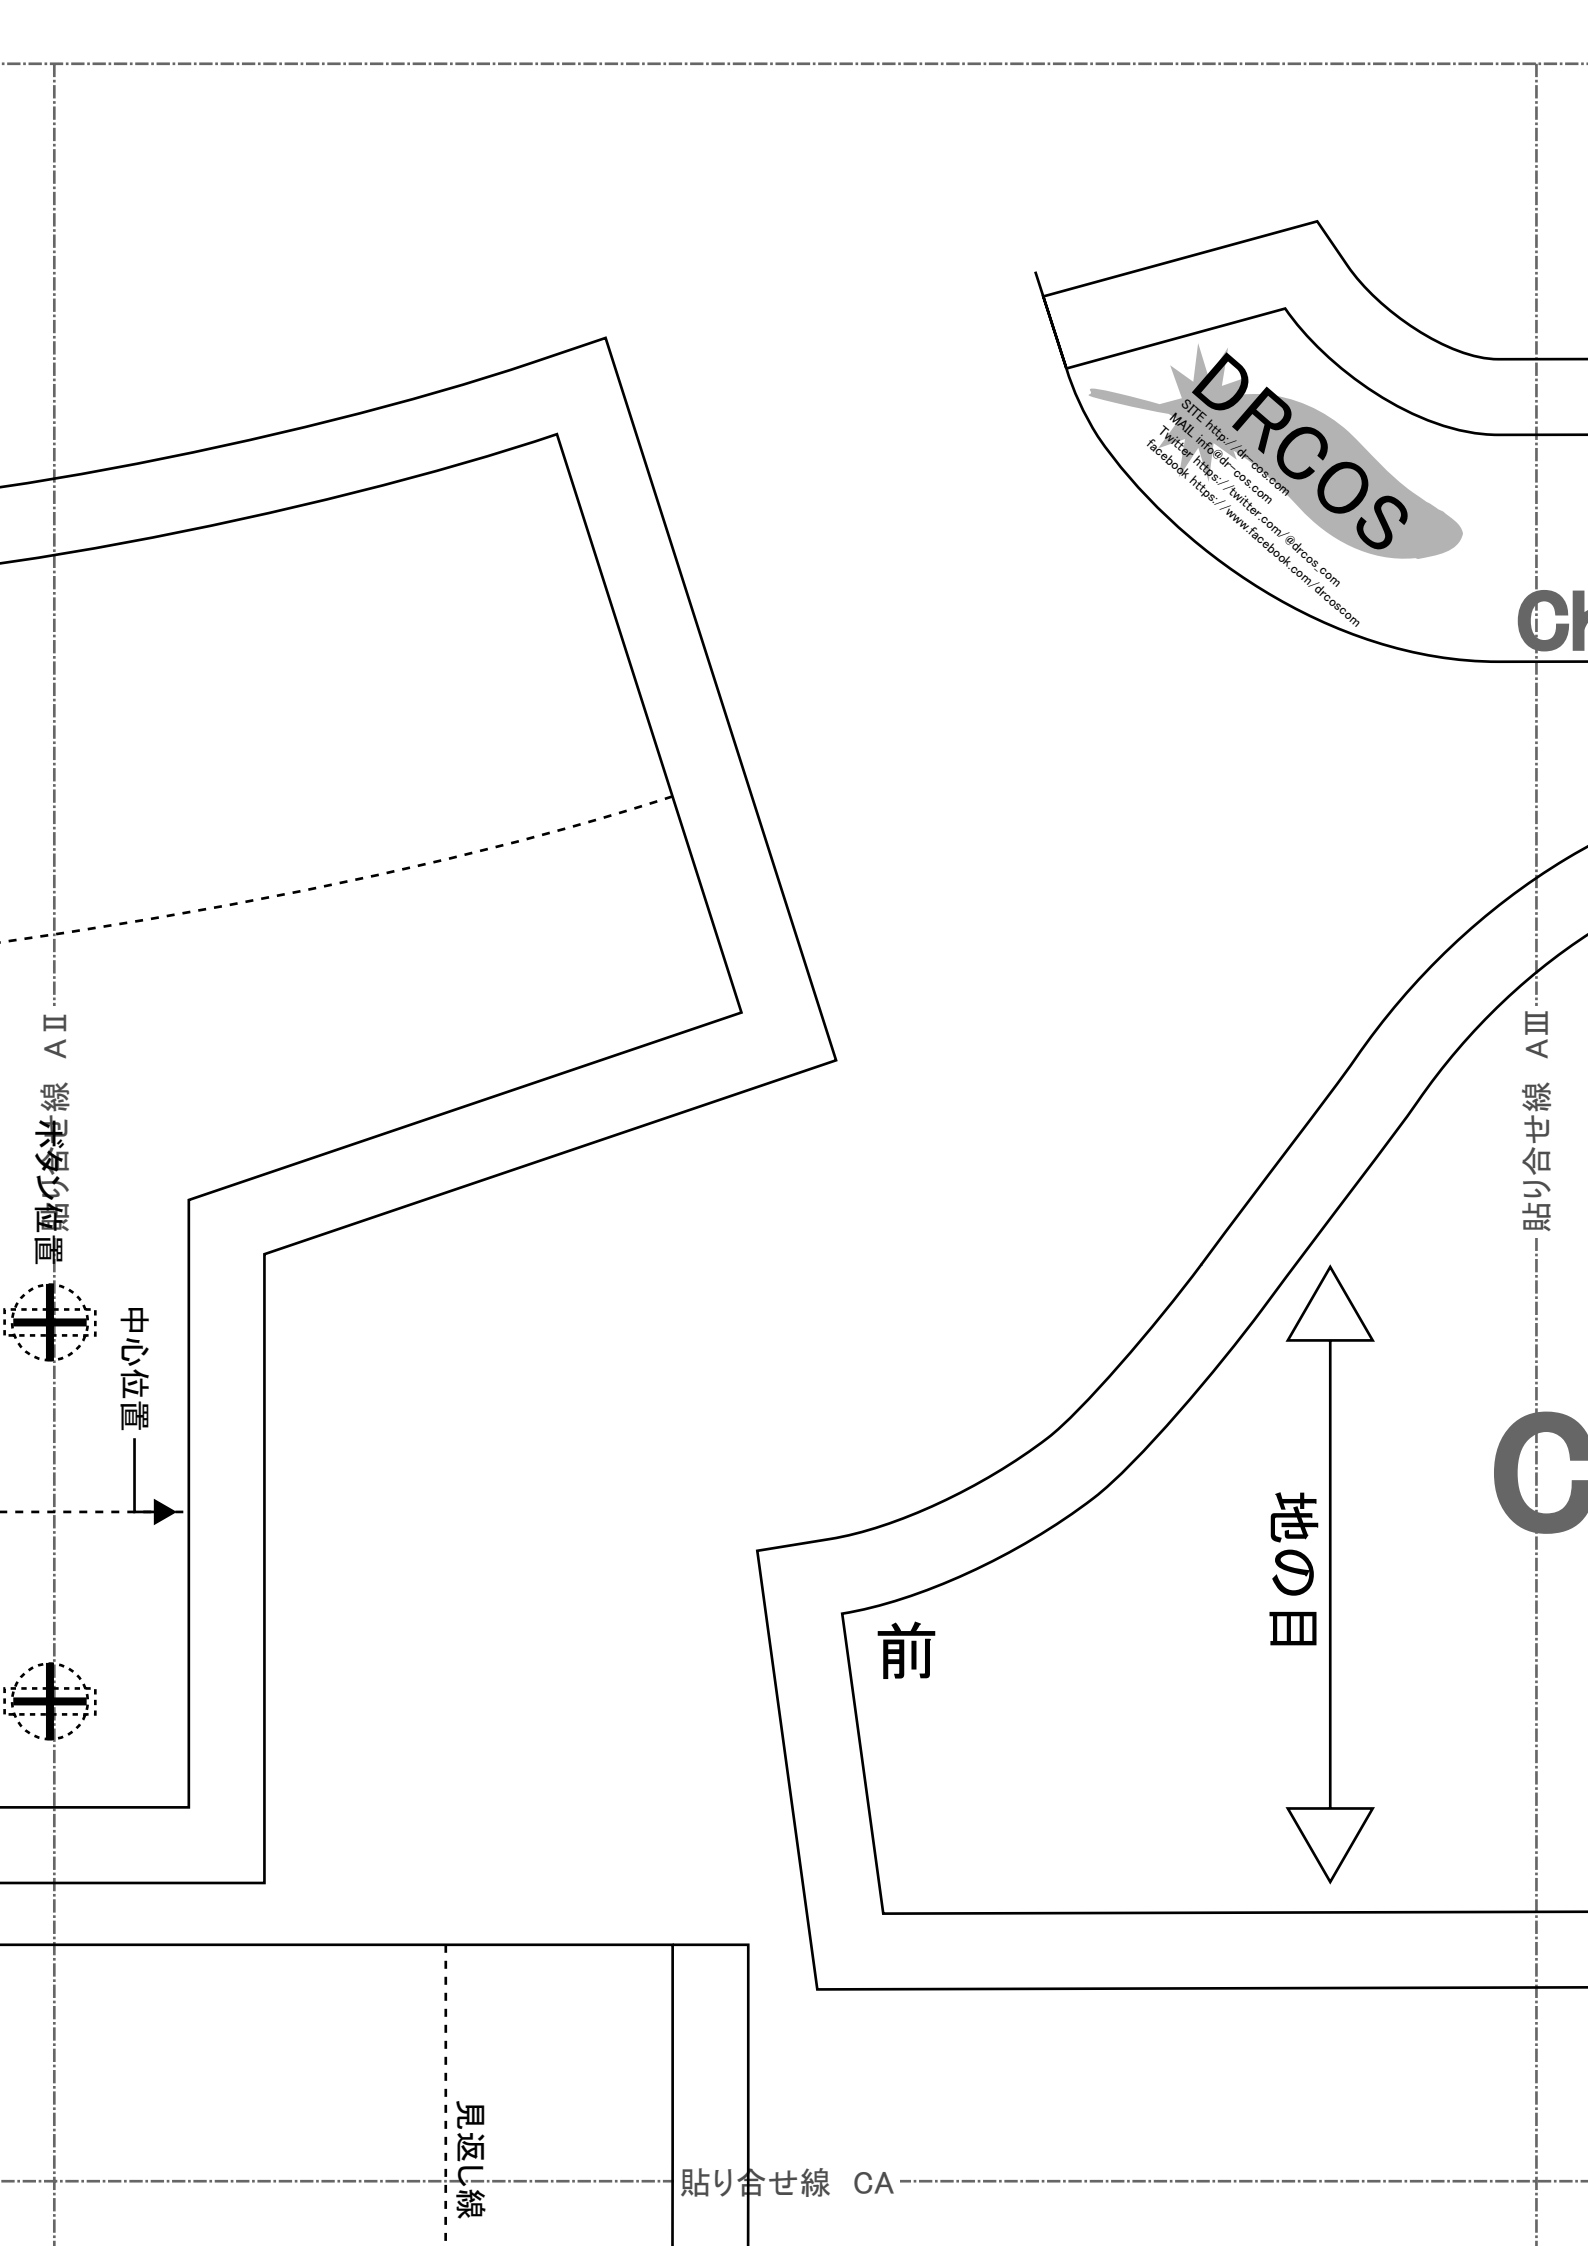 DRCOS
SITE http://dr-cos.com
MAIL info@dr-cos.com
Twitter https://twitter.com/@drcos_com
facebook https://www.facebook.com/drcoscom
Ch
貼り合せ線 AⅡ
貼り合せ線 AⅢ
ボタン位置
中心位置
C
地の目
前
見返し線
貼り合せ線 CA